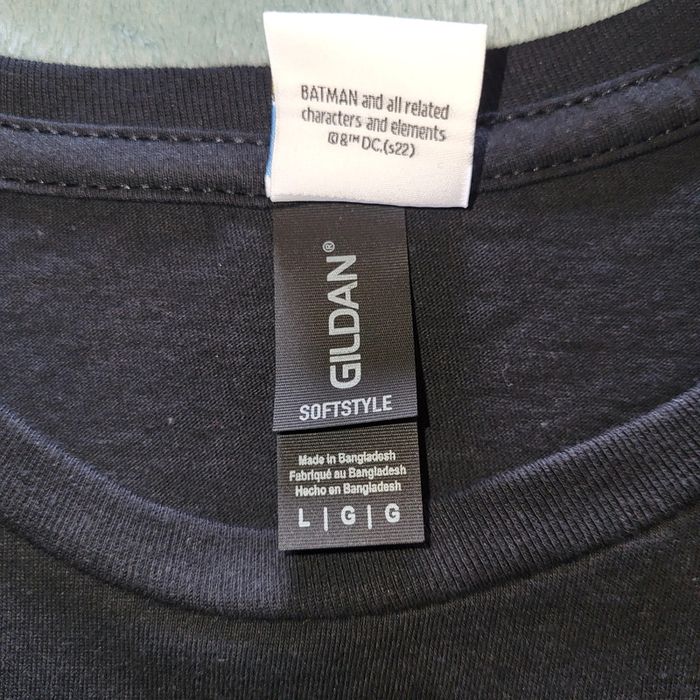 BATMAN and all related
characters and elements
©&™ DC.(s22)
GILDAN®
SOFTSTYLE
Made in Bangladesh
Fabriqué au Bangladesh
Hecho en Bangladesh
L | G | G